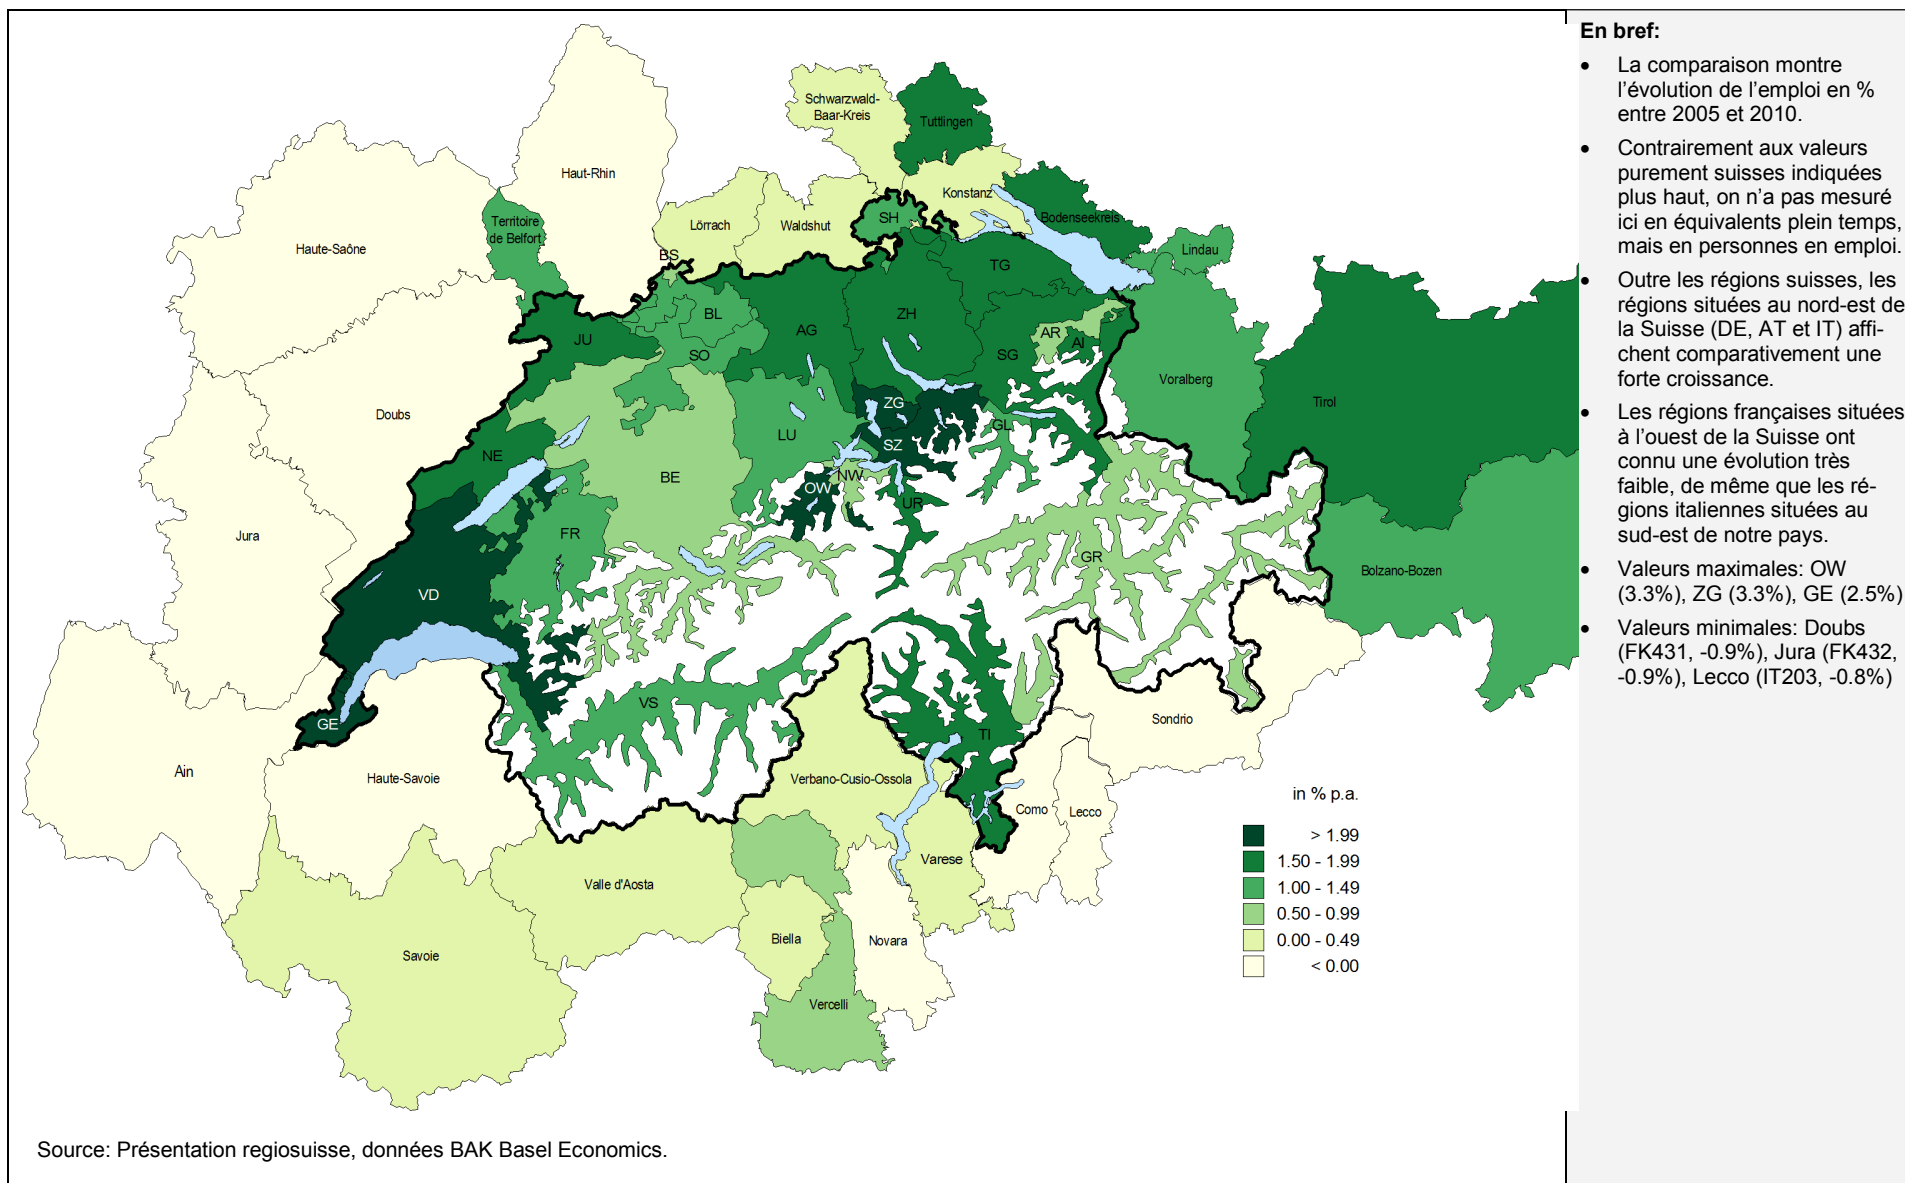 Schwarzwald-
Baar-Kreis
Tuttlingen
Haut-Rhin
Konstanz
Lörrach
Waldshut
SH
Bodenseekreis
Territoire
de Belfort
Haute-Saône
Lindau
BS
TG
BL
AG
ZH
JU
SO
AR
AI
SG
Voralberg
Tirol
Doubs
ZG
LU
GL
SZ
NE
BE
NW
OW
UR
FR
Jura
GR
Bolzano-Bozen
VD
VS
GE
TI
Sondrio
Ain
Haute-Savoie
Verbano-Cusio-Ossola
Como
Lecco
Varese
Valle d'Aosta
Biella
Novara
Savoie
Vercelli
in % p.a.
> 1.99
1.50 - 1.99
1.00 - 1.49
0.50 - 0.99
0.00 - 0.49
< 0.00
Source: Présentation regiosuisse, données BAK Basel Economics.
En bref:
• La comparaison montre
l’évolution de l’emploi en %
entre 2005 et 2010.
• Contrairement aux valeurs
purement suisses indiquées
plus haut, on n’a pas mesuré
ici en équivalents plein temps,
mais en personnes en emploi.
• Outre les régions suisses, les
régions situées au nord-est de
la Suisse (DE, AT et IT) affi-
chent comparativement une
forte croissance.
• Les régions françaises situées
à l’ouest de la Suisse ont
connu une évolution très
faible, de même que les ré-
gions italiennes situées au
sud-est de notre pays.
• Valeurs maximales: OW
(3.3%), ZG (3.3%), GE (2.5%)
• Valeurs minimales: Doubs
(FK431, -0.9%), Jura (FK432,
-0.9%), Lecco (IT203, -0.8%)